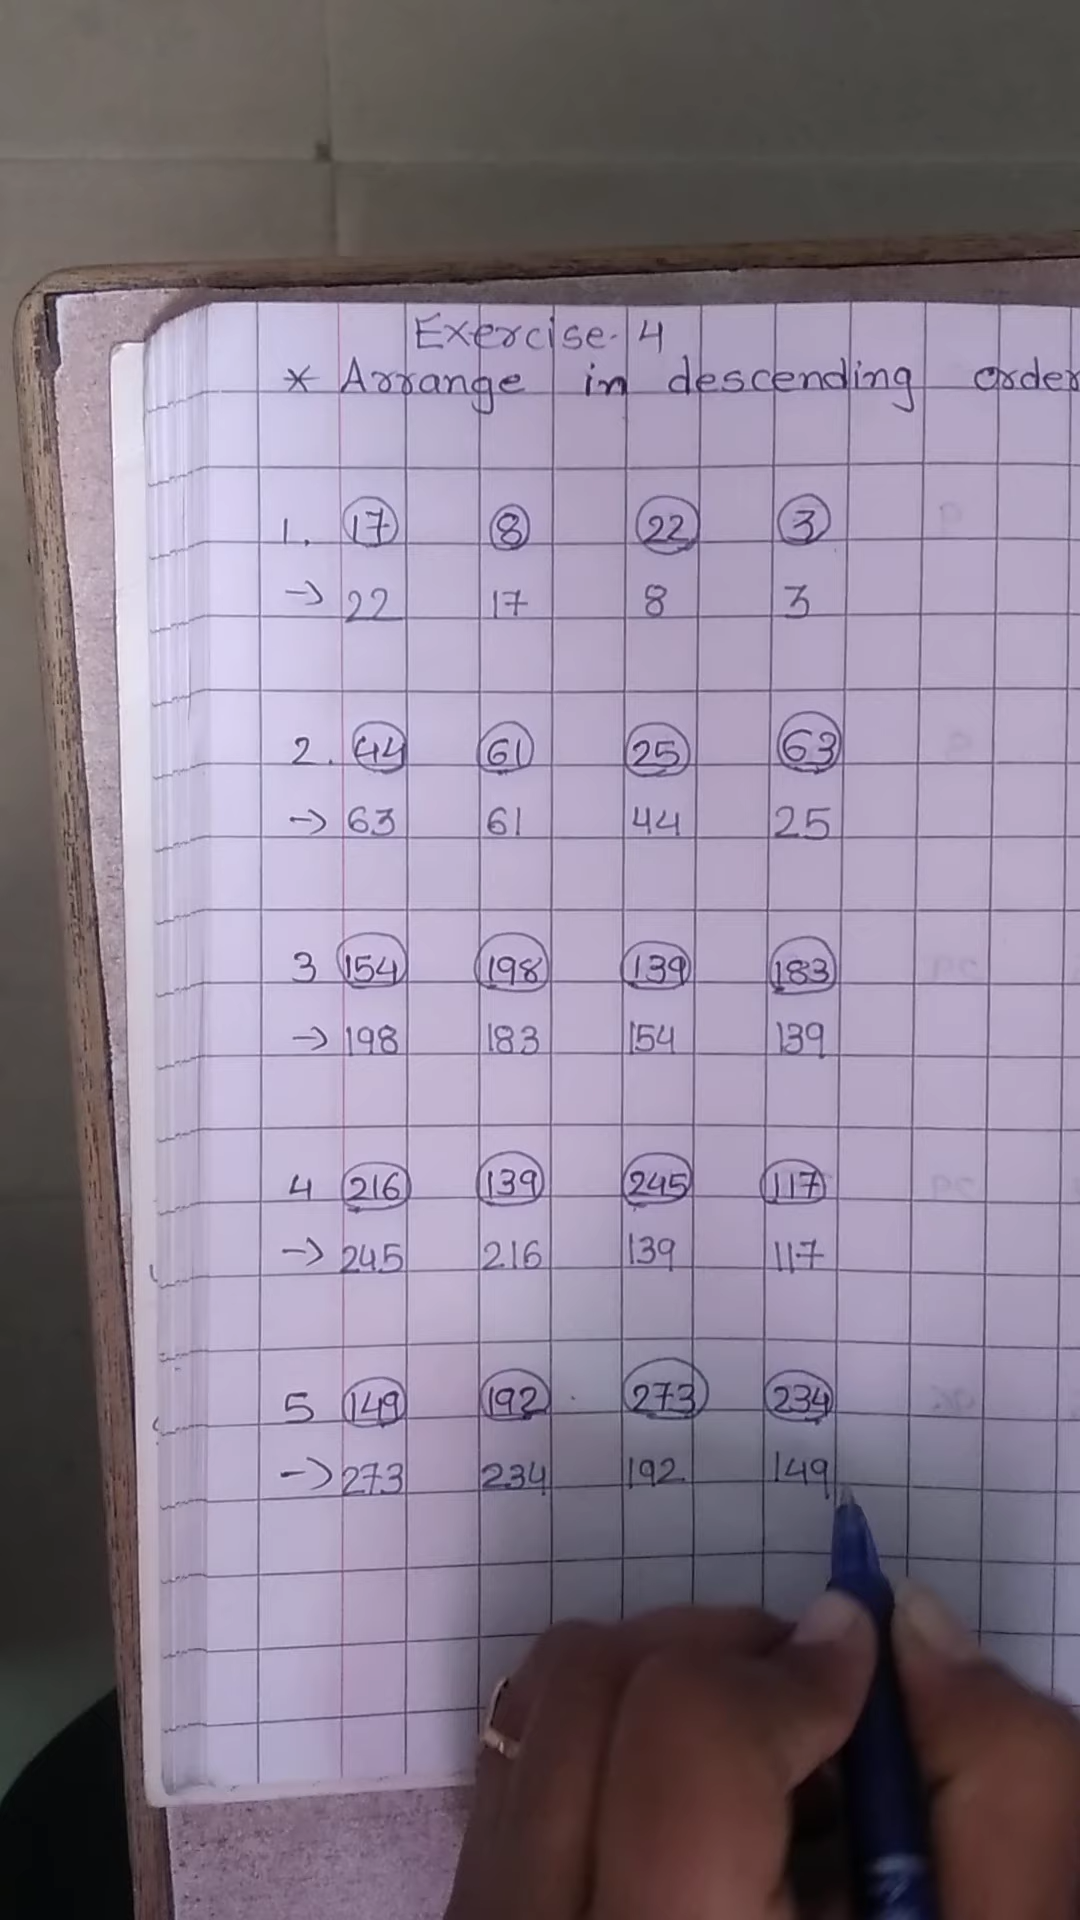 Exercise-4
* Arrange in descending order
1. 17 8 22 3
→ 22 17 8 3
2. 44 61 25 63
→ 63 61 44 25
3 154 198 139 183
→ 198 183 154 139
4 216 139 245 117
→ 245 216 139 117
5 149 192 273 234
→ 273 234 192 149